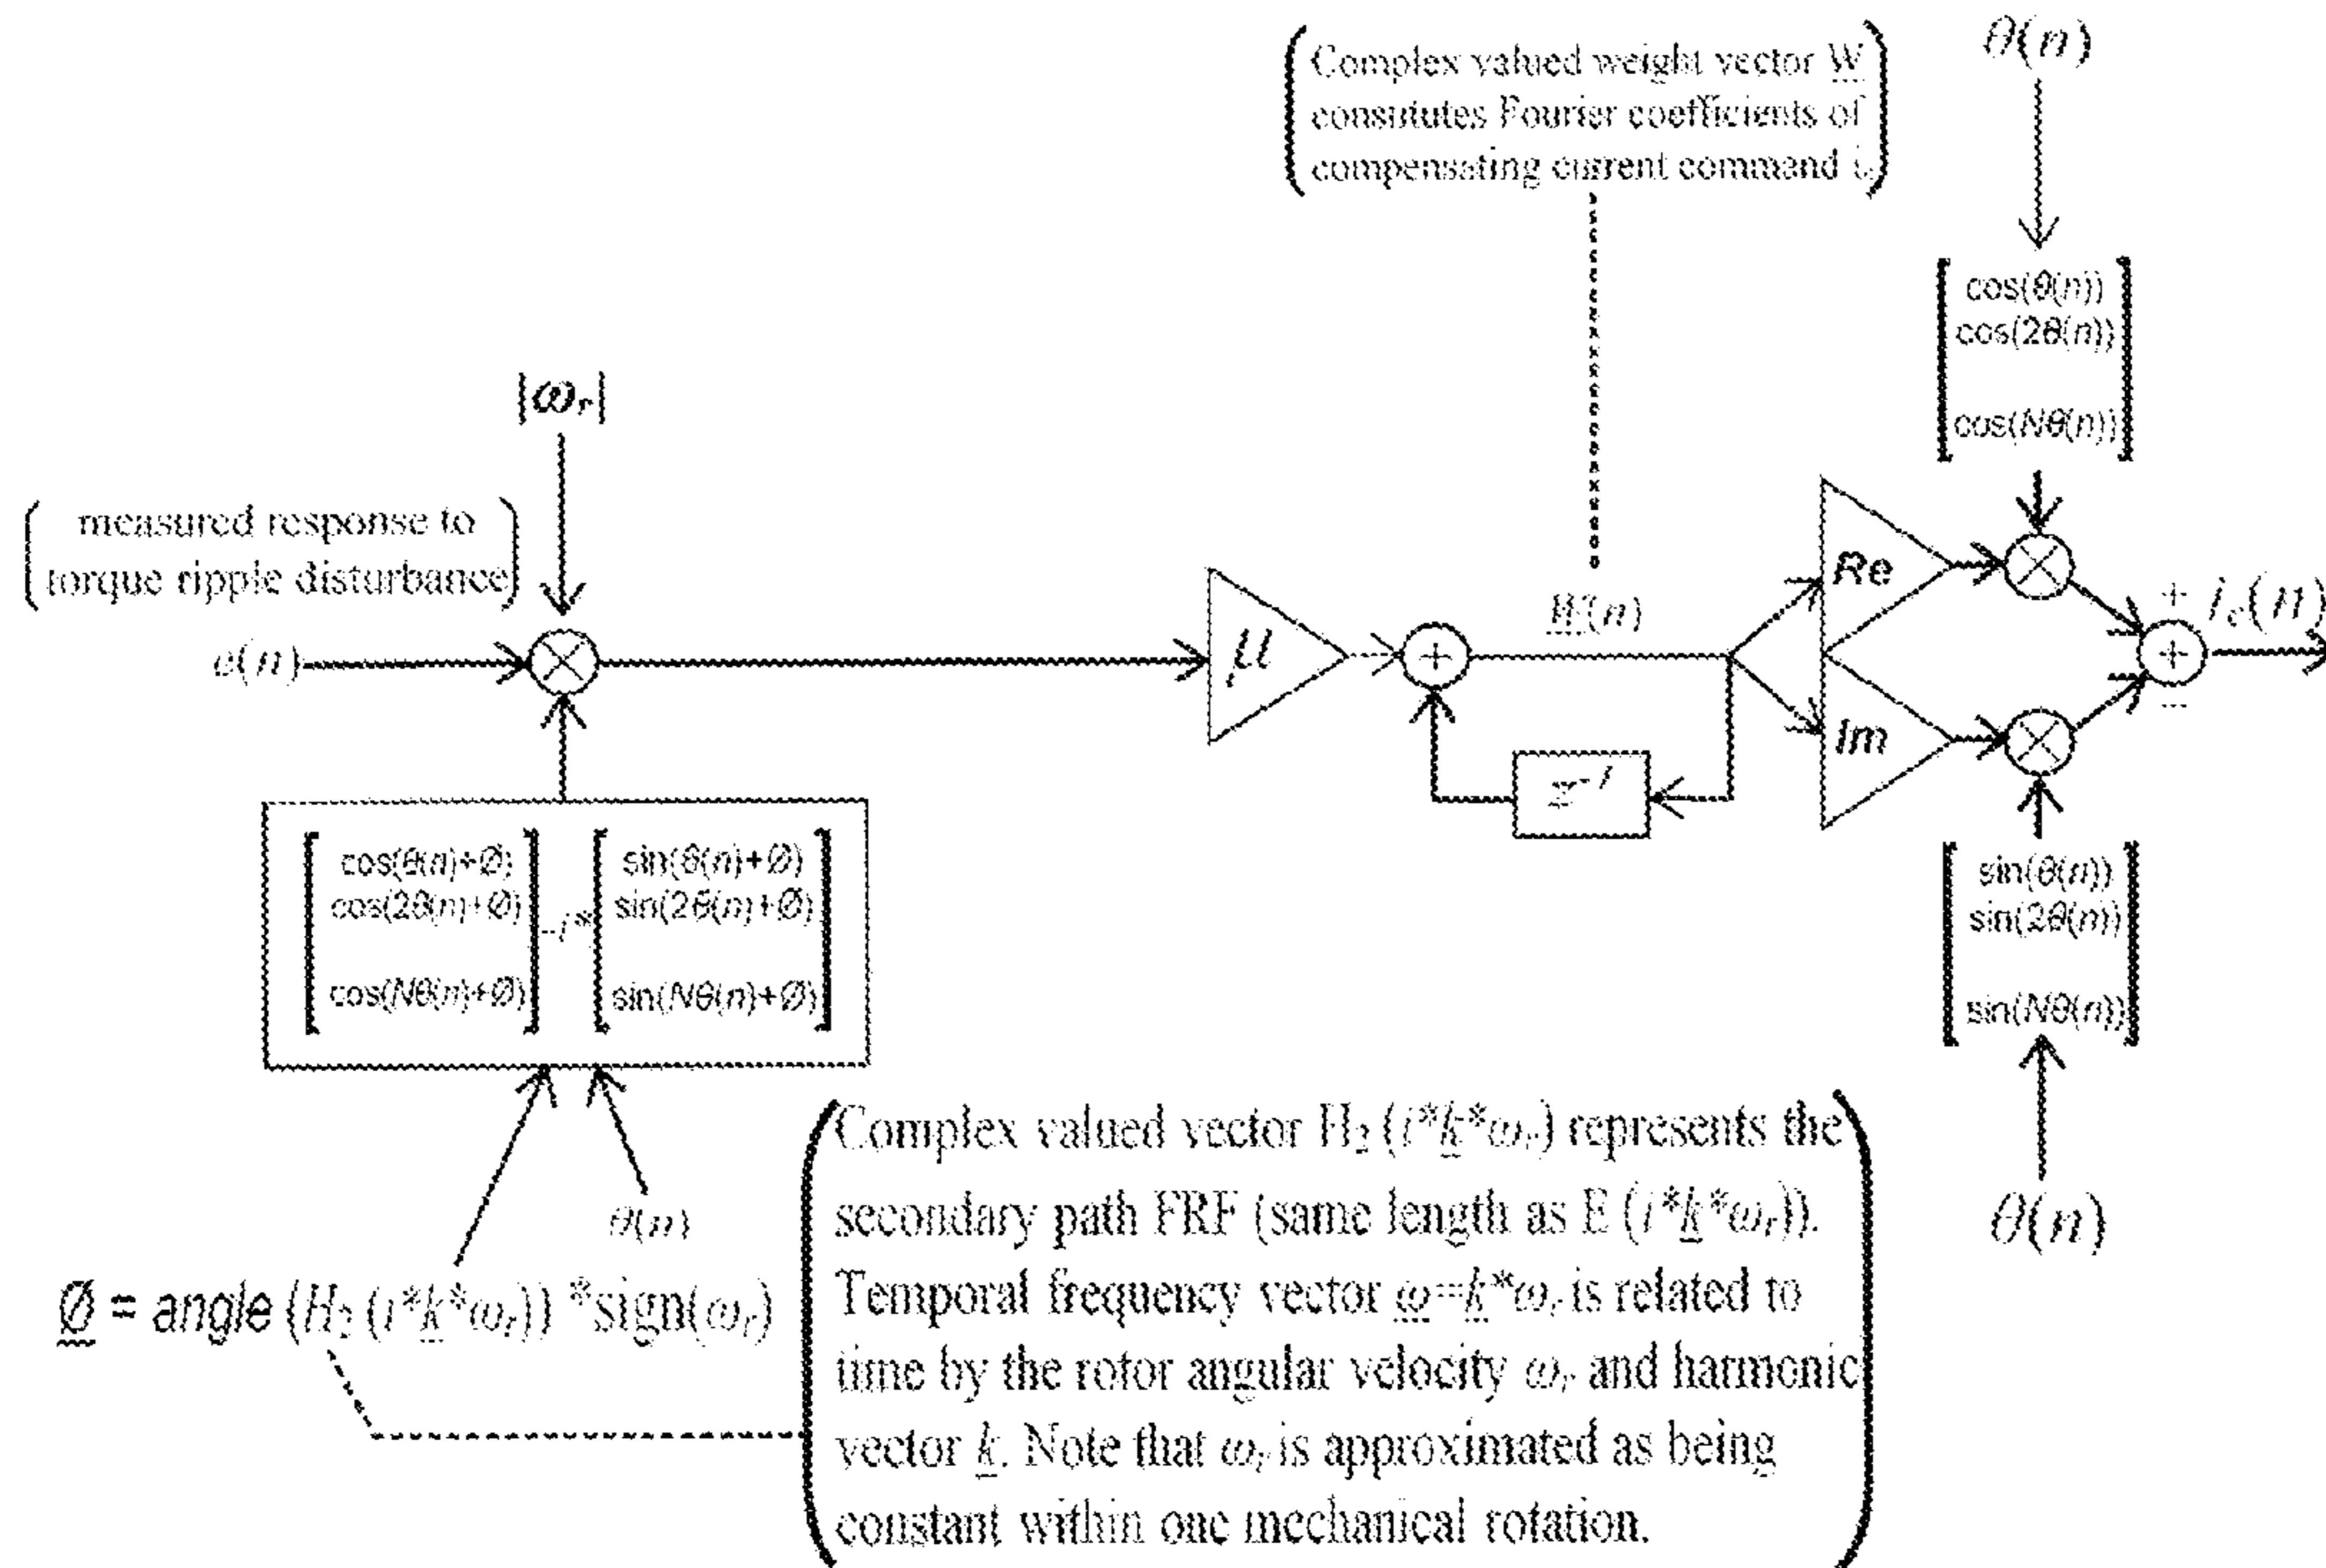 Complex valued weight vector W
consututes Fourier coefficients of
compensating current command i
θ(n)
cos(θ(n))
cos(2θ(n))
cos(Nθ(n))
|ωr|
measured response to
torque ripple disturbance
e(n)
μ
+
W(n)
z⁻¹
Re
Im
+
+
−
ic(n)
cos(θ(n)+Ø)
cos(2θ(n)+Ø)
cos(Nθ(n)+Ø)
-i*
sin(θ(n)+Ø)
sin(2θ(n)+Ø)
sin(Nθ(n)+Ø)
sin(θ(n))
sin(2θ(n))
sin(Nθ(n))
θ(n)
θ(n)
Ø = angle (H₂ (i*k*ωr)) *sign(ωr)
Complex valued vector H₂ (i*k*ωr) represents the
secondary path FRF (same length as E (i*k*ωr)).
Temporal frequency vector ω=k*ωr is related to
time by the rotor angular velocity ωr and harmonic
vector k. Note that ωr is approximated as being
constant within one mechanical rotation.